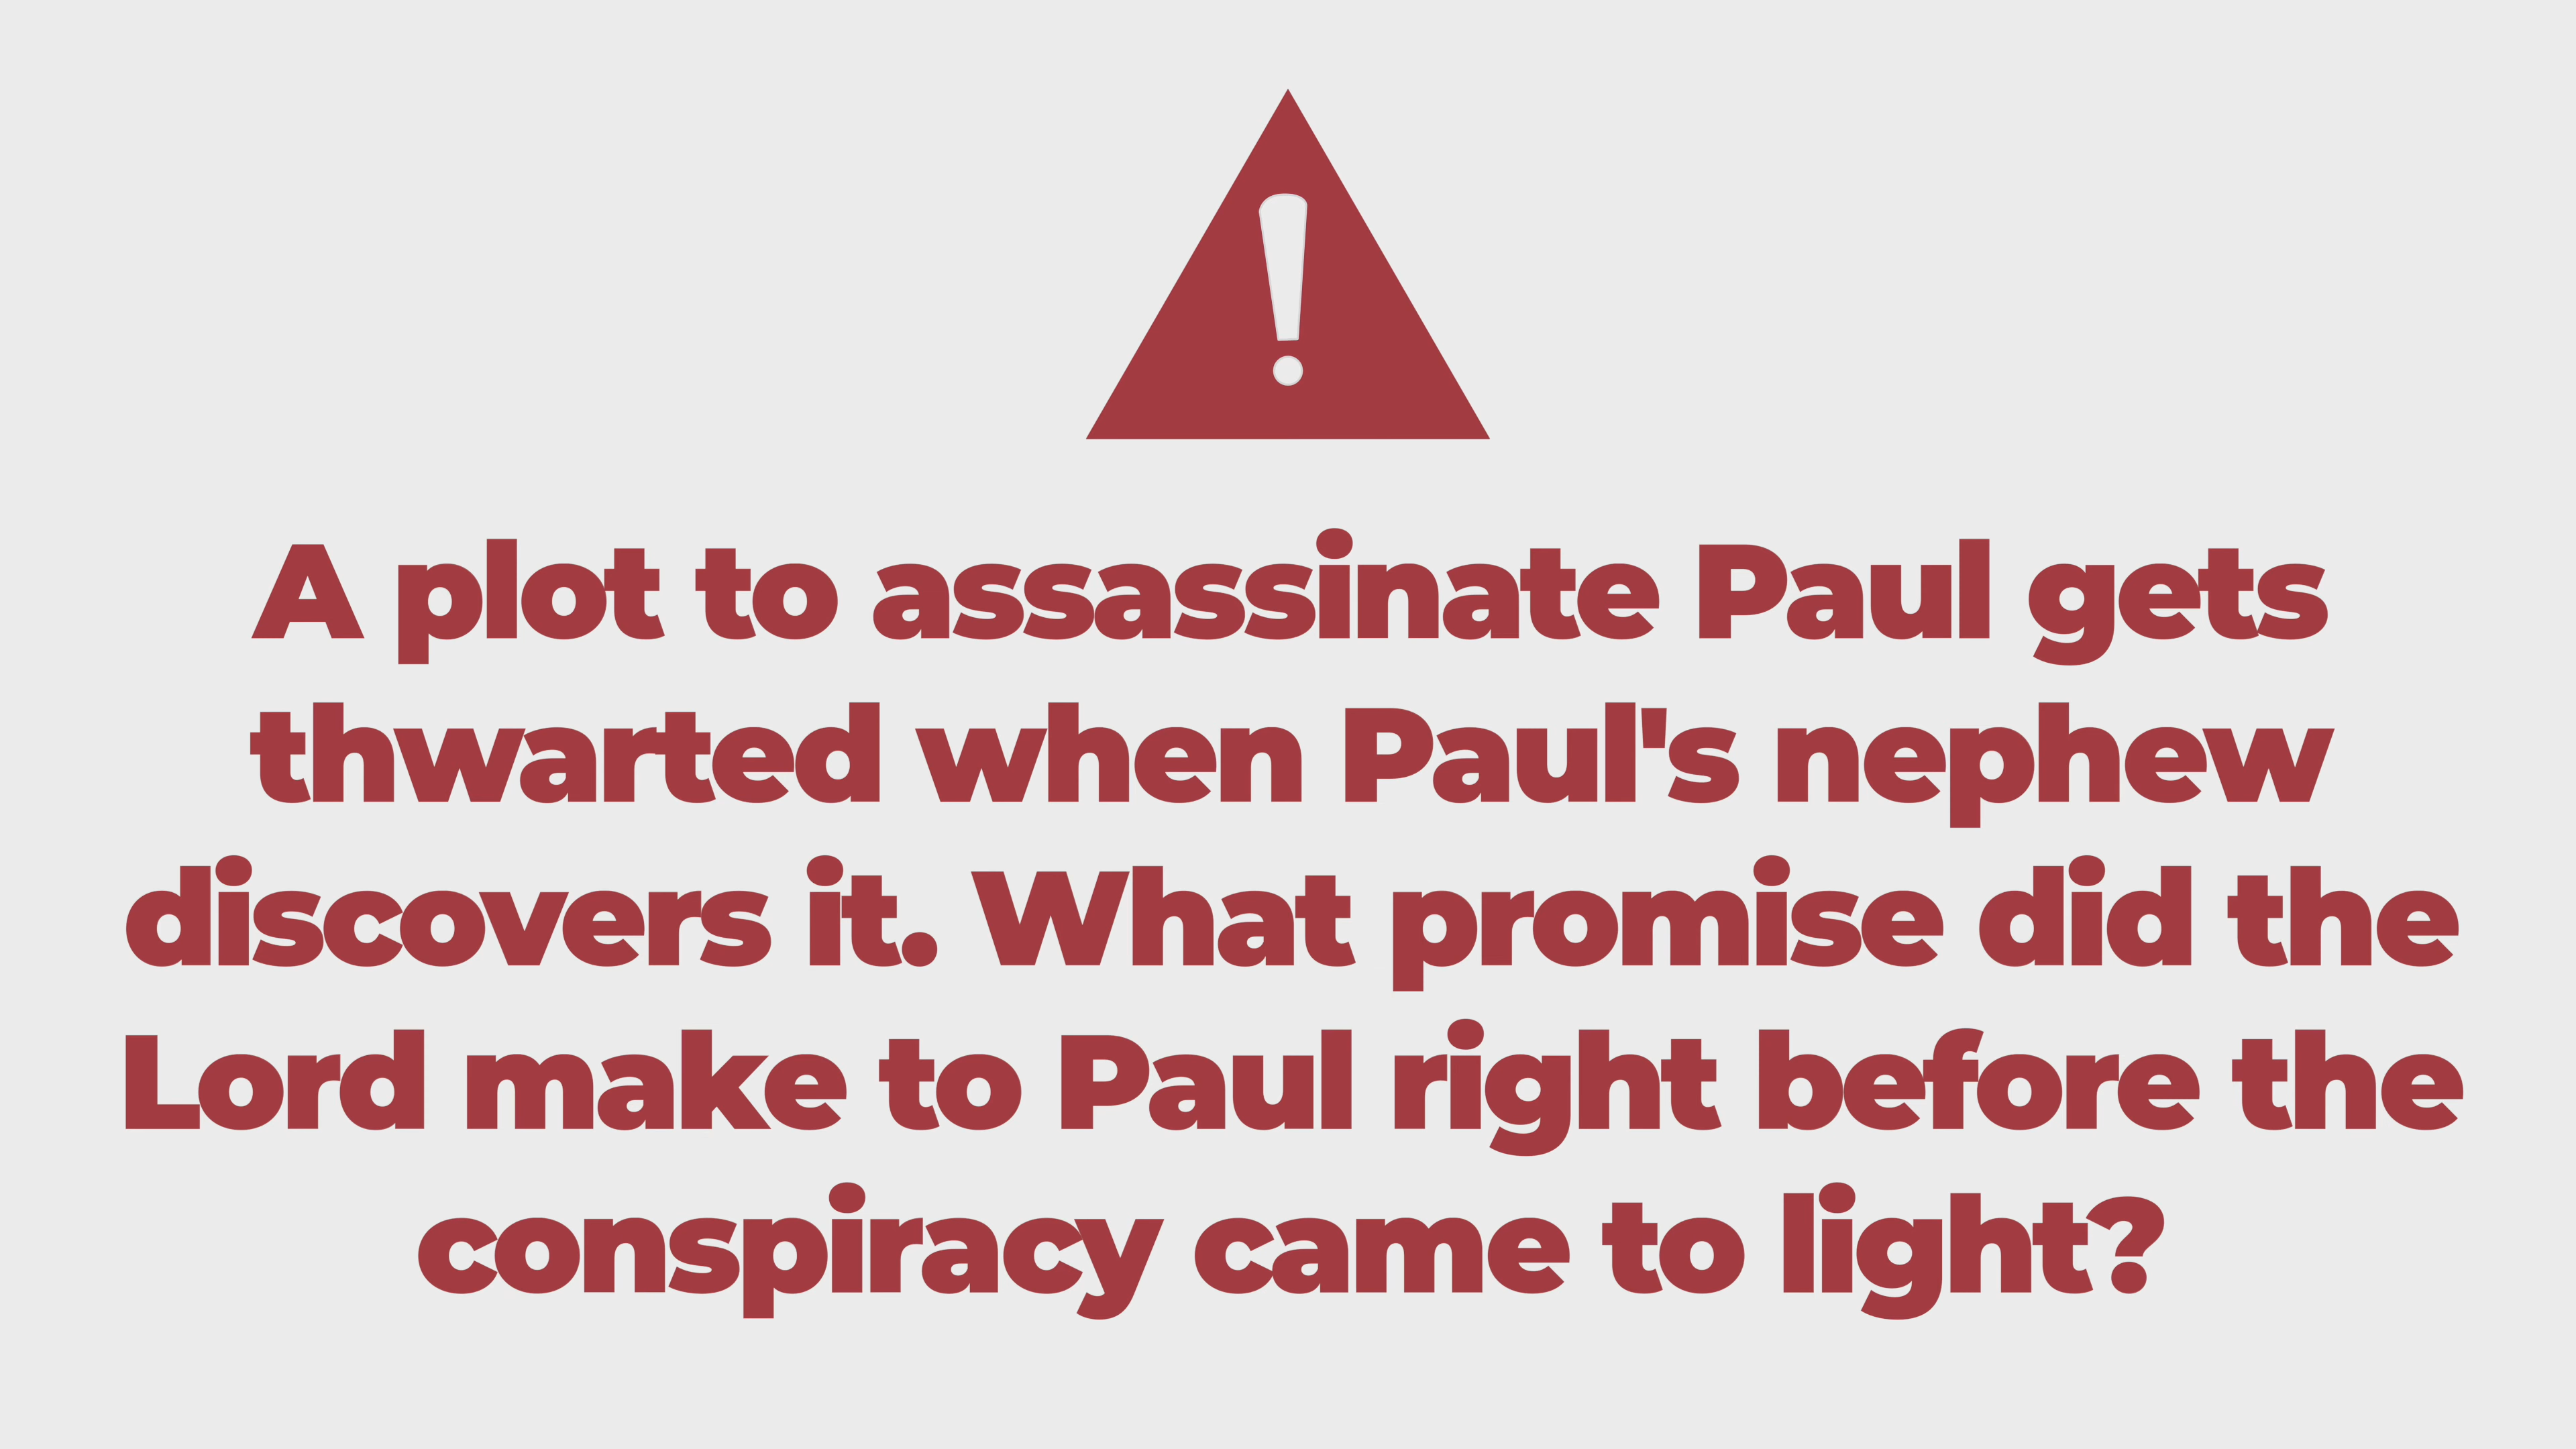 !
A plot to assassinate Paul gets
thwarted when Paul's nephew
discovers it. What promise did the
Lord make to Paul right before the
conspiracy came to light?